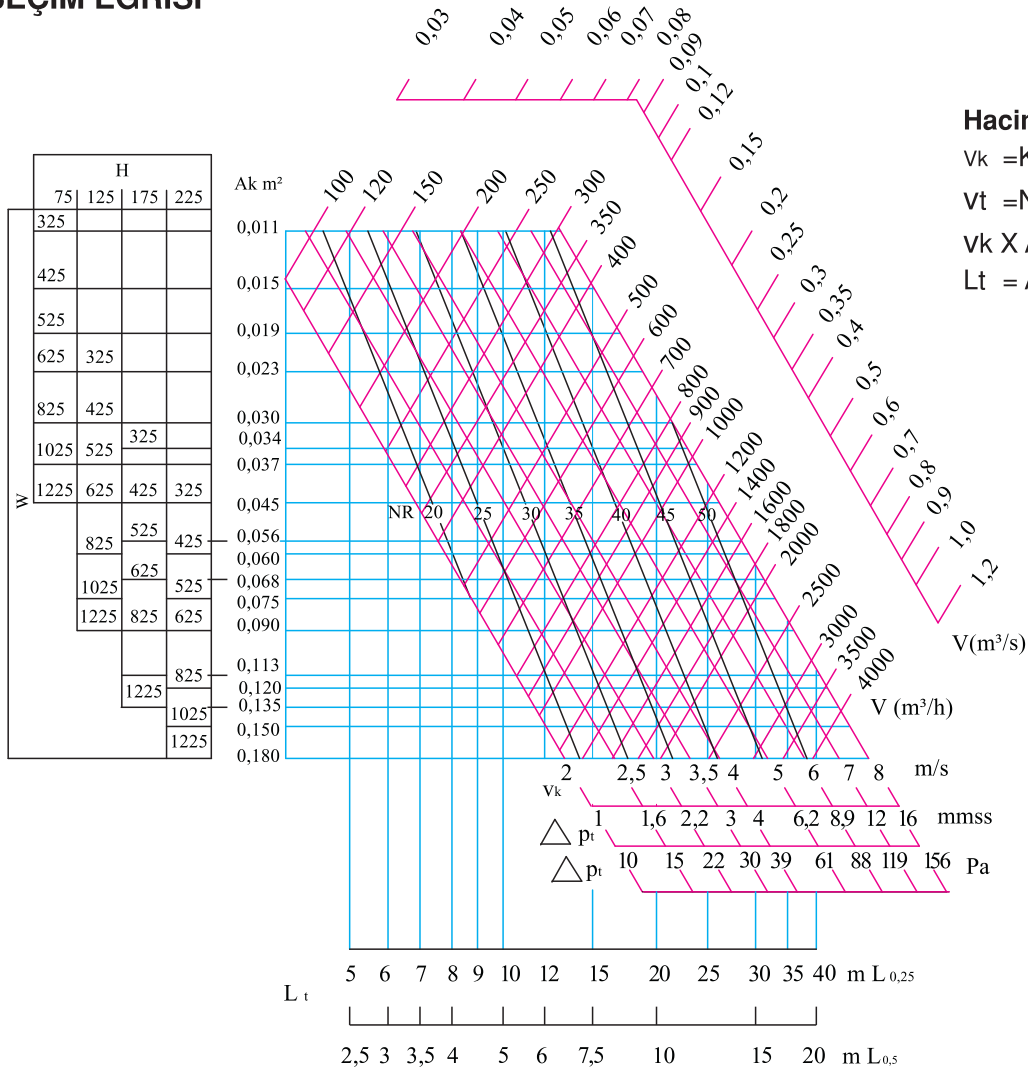 SEÇİM EĞRİSİ
0,03 0,04 0,05 0,06 0,07 0,08 0,09 0,1 0,12 0,15 0,2 0,25 0,3 0,35 0,4 0,5 0,6 0,7 0,8 0,9 1,0 1,2
V(m³/s)
Vk =
vt =
vk X
Lt =
H
75 125 175 225
W
325
425
525
625 325
825 425
325
1025 525
1225 625 425 325
525
825 425
625
1025 525
1225 825 625
825
1225
1025
1225
Ak m²
0,011
0,015
0,019
0,023
0,030
0,034
0,037
0,045
0,056
0,060
0,068
0,075
0,090
0,113
0,120
0,135
0,150
0,180
100 120 150 200 250 300 350 400 500 600 700 800 900 1000 1200 1400 1600 1800 2000 2500 3000 3500 4000
V (m³/h)
NR 20 25 30 35 40 45 50
2 2,5 3 3,5 4 5 6 7 8 m/s
Vk
1 1,6 2,2 3 4 6,2 8,9 12 16 mmss
△ pt
10 15 22 30 39 61 88 119 156 Pa
△ pt
5 6 7 8 9 10 12 15 20 25 30 35 40 m L0,25
L t
2,5 3 3,5 4 5 6 7,5 10 15 20 m L0,5